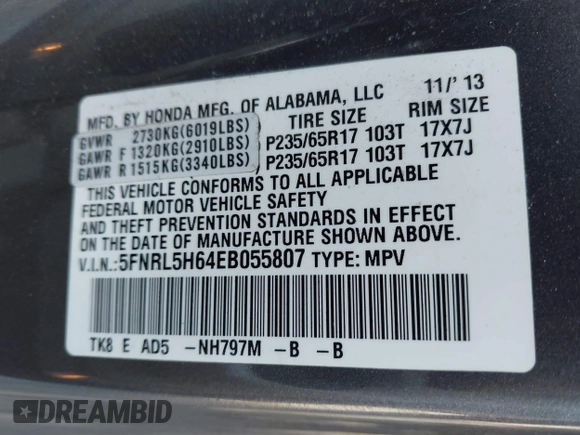 MFD. BY HONDA MFG. OF ALABAMA, LLC 11/' 13
TIRE SIZE RIM SIZE
GVWR 2730KG(6019LBS)
GAWR F 1320KG(2910LBS) P235/65R17 103T 17X7J
GAWR R 1515KG(3340LBS) P235/65R17 103T 17X7J
THIS VEHICLE CONFORMS TO ALL APPLICABLE
FEDERAL MOTOR VEHICLE SAFETY
AND THEFT PREVENTION STANDARDS IN EFFECT
ON THE DATE OF MANUFACTURE SHOWN ABOVE.
V.I.N.:5FNRL5H64EB055807 TYPE: MPV
TK8 E AD5 -NH797M -B -B
DREAMBID